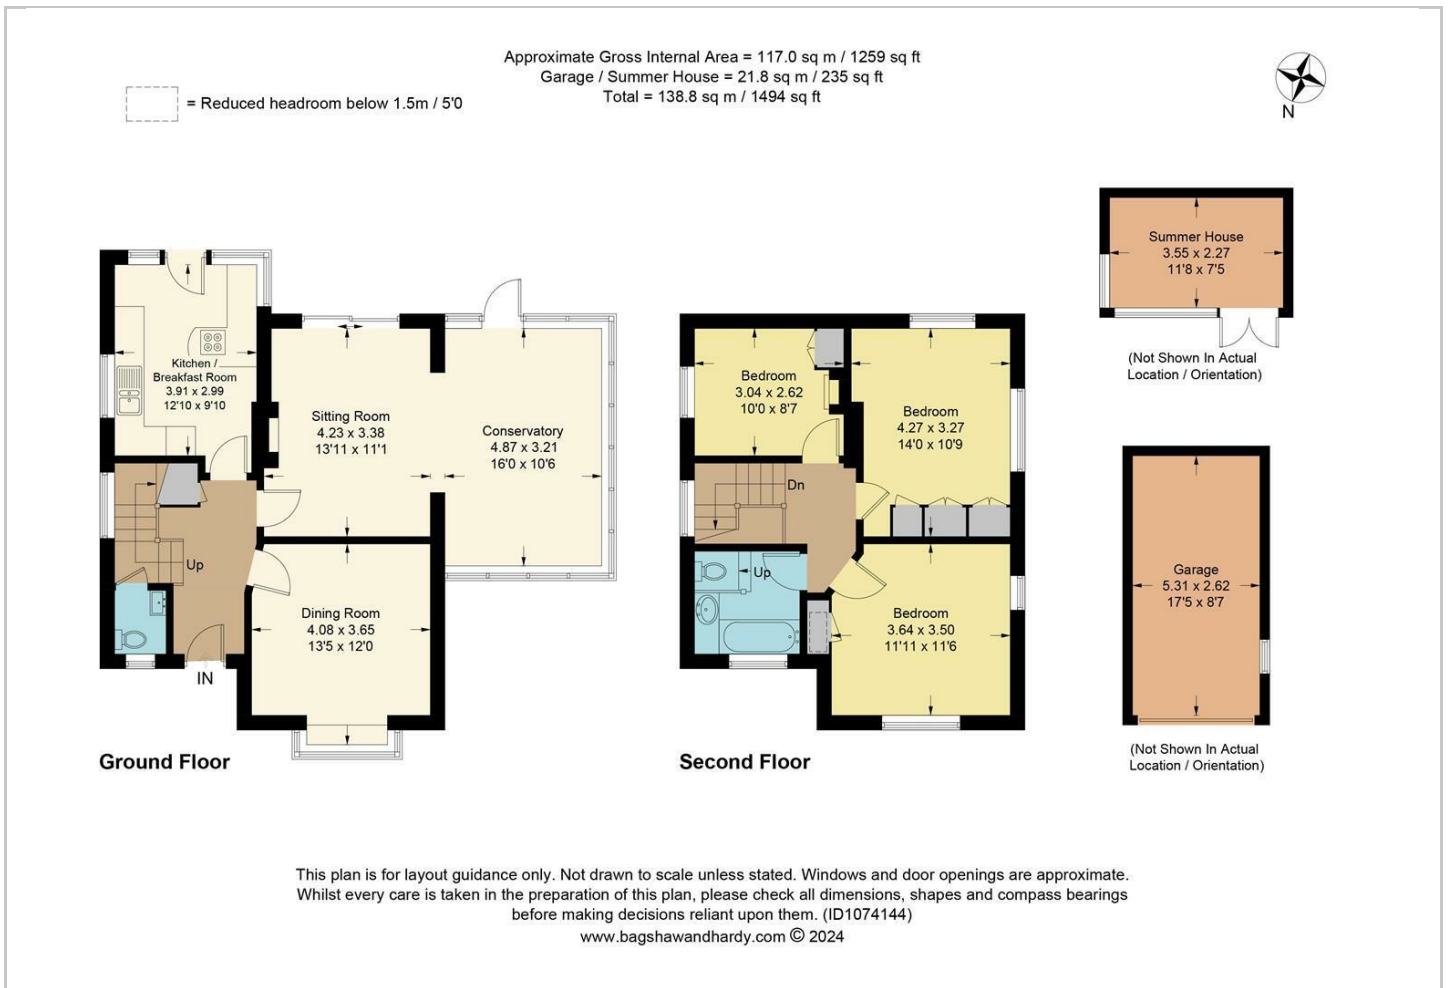 Approximate Gross Internal Area = 117.0 sq m / 1259 sq ft
Garage / Summer House = 21.8 sq m / 235 sq ft
Total = 138.8 sq m / 1494 sq ft
= Reduced headroom below 1.5m / 5'0
N
Kitchen /
Breakfast Room
3.91 x 2.99
12'10 x 9'10
Sitting Room
4.23 x 3.38
13'11 x 11'1
Conservatory
4.87 x 3.21
16'0 x 10'6
Up
Dining Room
4.08 x 3.65
13'5 x 12'0
IN
Ground Floor
Bedroom
3.04 x 2.62
10'0 x 8'7
Bedroom
4.27 x 3.27
14'0 x 10'9
Dn
Up
Bedroom
3.64 x 3.50
11'11 x 11'6
Second Floor
Summer House
3.55 x 2.27
11'8 x 7'5
(Not Shown In Actual
Location / Orientation)
Garage
5.31 x 2.62
17'5 x 8'7
(Not Shown In Actual
Location / Orientation)
This plan is for layout guidance only. Not drawn to scale unless stated. Windows and door openings are approximate.
Whilst every care is taken in the preparation of this plan, please check all dimensions, shapes and compass bearings
before making decisions reliant upon them. (ID1074144)
www.bagshawandhardy.com © 2024